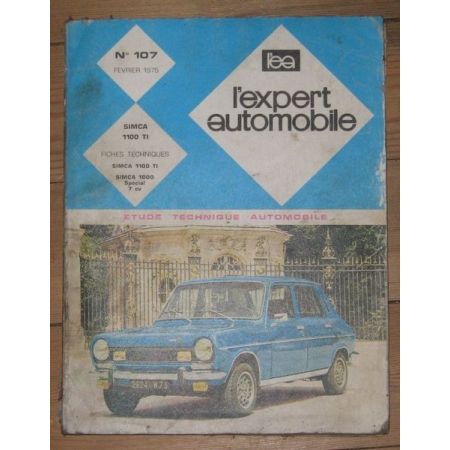 N° 107
FEVRIER 1975
l'ea
l'expert
automobile
SIMCA
1100 TI
FICHES TECHNIQUES
SIMCA 1100 TI
SIMCA 1000
Spécial
7 cv
ETUDE TECHNIQUE AUTOMOBILE